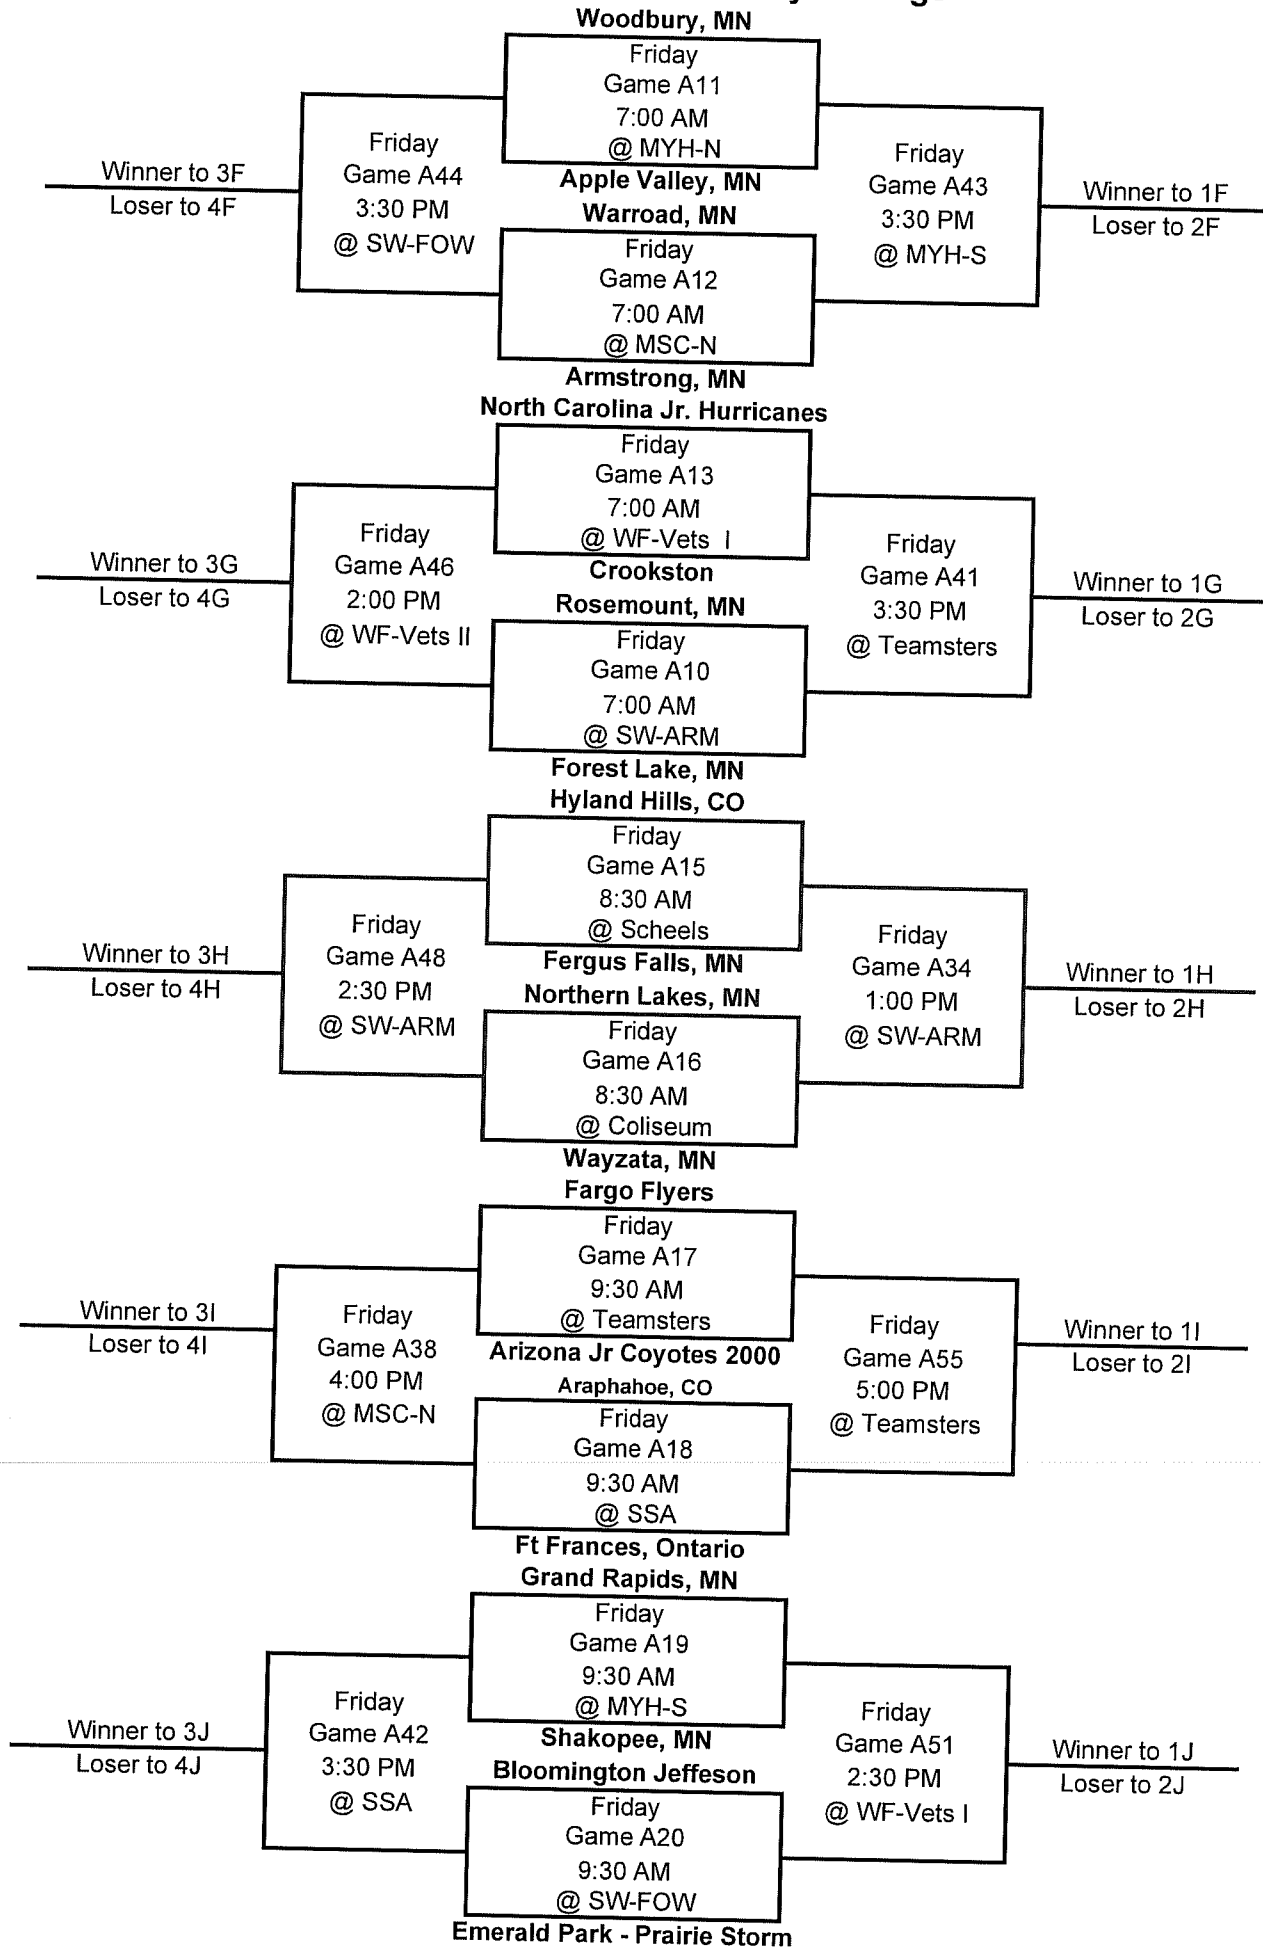 Woodbury, MN
Friday
Game A11
7:00 AM
@ MYH-N
Apple Valley, MN
Friday
Game A44
3:30 PM
@ SW-FOW
Winner to 3F
Loser to 4F
Friday
Game A43
3:30 PM
@ MYH-S
Winner to 1F
Loser to 2F
Warroad, MN
Friday
Game A12
7:00 AM
@ MSC-N
Armstrong, MN
North Carolina Jr. Hurricanes
Friday
Game A13
7:00 AM
@ WF-Vets I
Crookston
Friday
Game A46
2:00 PM
@ WF-Vets II
Winner to 3G
Loser to 4G
Friday
Game A41
3:30 PM
@ Teamsters
Winner to 1G
Loser to 2G
Rosemount, MN
Friday
Game A10
7:00 AM
@ SW-ARM
Forest Lake, MN
Hyland Hills, CO
Friday
Game A15
8:30 AM
@ Scheels
Fergus Falls, MN
Friday
Game A48
2:30 PM
@ SW-ARM
Winner to 3H
Loser to 4H
Friday
Game A34
1:00 PM
@ SW-ARM
Winner to 1H
Loser to 2H
Northern Lakes, MN
Friday
Game A16
8:30 AM
@ Coliseum
Wayzata, MN
Fargo Flyers
Friday
Game A17
9:30 AM
@ Teamsters
Arizona Jr Coyotes 2000
Friday
Game A38
4:00 PM
@ MSC-N
Winner to 3I
Loser to 4I
Friday
Game A55
5:00 PM
@ Teamsters
Winner to 1I
Loser to 2I
Araphahoe, CO
Friday
Game A18
9:30 AM
@ SSA
Ft Frances, Ontario
Grand Rapids, MN
Friday
Game A19
9:30 AM
@ MYH-S
Shakopee, MN
Friday
Game A42
3:30 PM
@ SSA
Winner to 3J
Loser to 4J
Friday
Game A51
2:30 PM
@ WF-Vets I
Winner to 1J
Loser to 2J
Bloomington Jeffeson
Friday
Game A20
9:30 AM
@ SW-FOW
Emerald Park - Prairie Storm